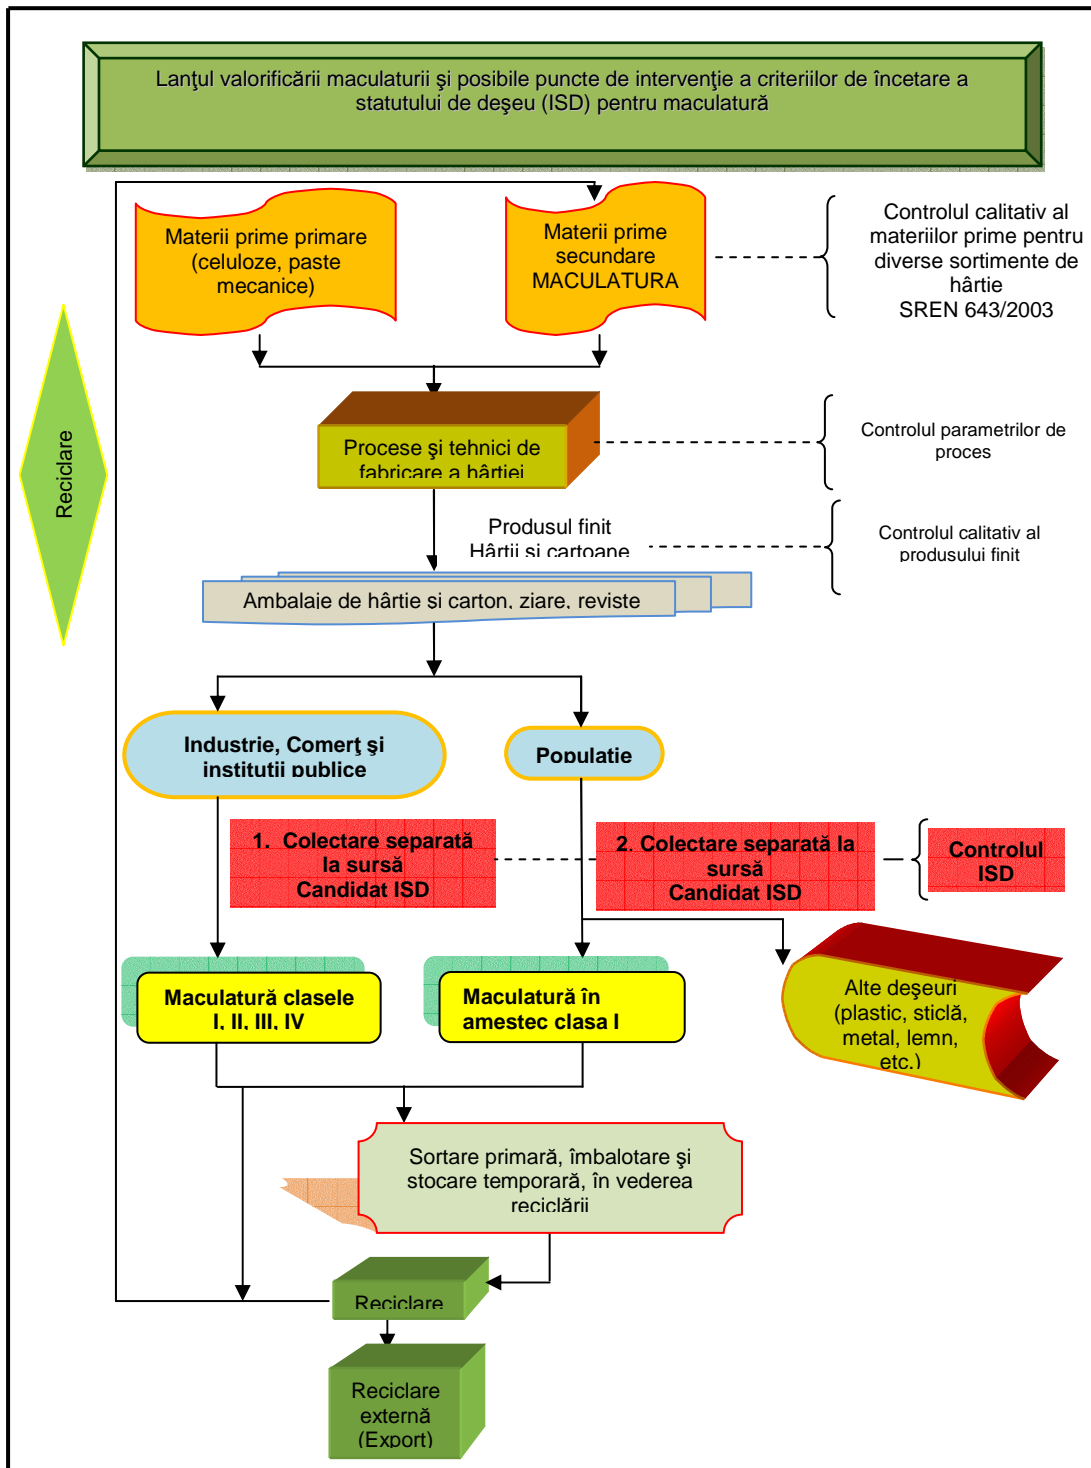 Lanţul valorificării maculaturii şi posibile puncte de intervenţie a criteriilor de încetare a
statutului de deşeu (ISD) pentru maculatură
Materii prime primare
(celuloze, paste
mecanice)
Materii prime
secundare
MACULATURA
Controlul calitativ al
materiilor prime pentru
diverse sortimente de
hârtie
SREN 643/2003
Reciclare
Procese şi tehnici de
fabricare a hârtiei
Controlul parametrilor de
proces
Produsul finit
Hârtii şi cartoane
Controlul calitativ al
produsului finit
Ambalaje de hârtie şi carton, ziare, reviste
Industrie, Comerţ şi
instituţii publice
Populaţie
1. Colectare separată
la sursă
Candidat ISD
2. Colectare separată la
sursă
Candidat ISD
Controlul
ISD
Maculatură clasele
I, II, III, IV
Maculatură în
amestec clasa I
Alte deşeuri
(plastic, sticlă,
metal, lemn,
etc.)
Sortare primară, îmbalotare şi
stocare temporară, în vederea
reciclării
Reciclare
Reciclare
externă
(Export)